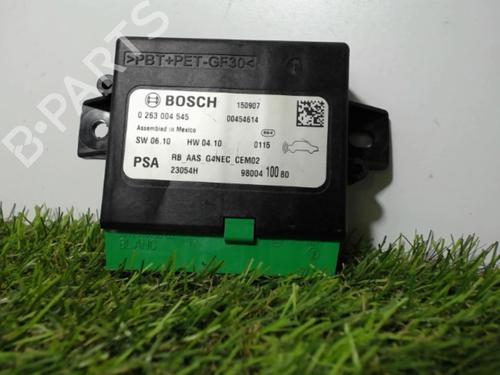 >PBT+PET-GF30<
BOSCH 150907
0 263 004 545 00454614
Assembled in Mexico
SW 06.10 HW 04.10 0115
PSA RB_AAS_G4NEC_CEM02
23054H 98004 100 80
BLANC
B-PARTS